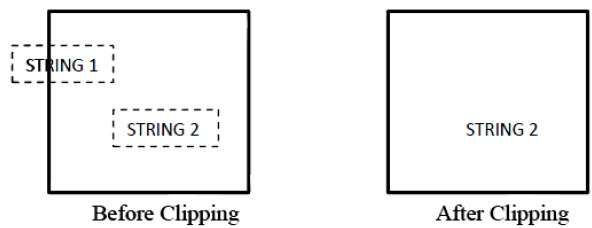 STRING 1
STRING 2
STRING 2
Before Clipping
After Clipping